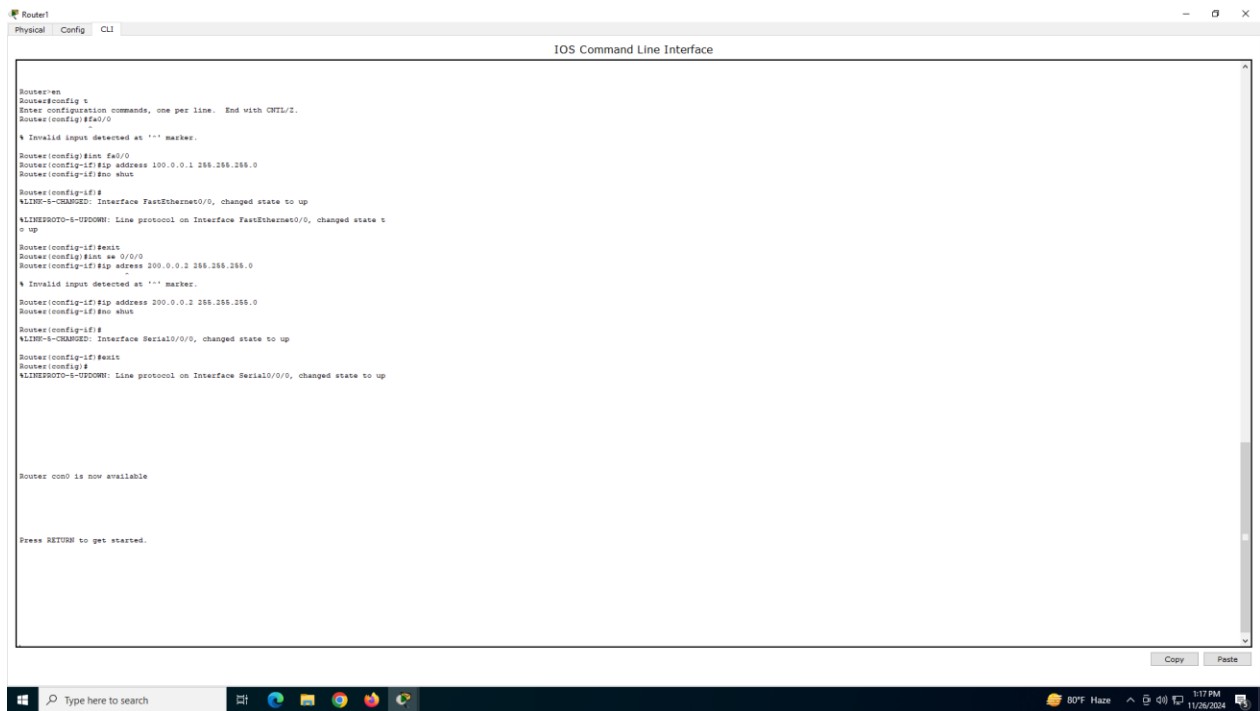 Router1
Physical Config CLI
IOS Command Line Interface
Router>en
Router#config t
Enter configuration commands, one per line.  End with CNTL/Z.
Router(config)#fa0/0
^
% Invalid input detected at '^' marker.
Router(config)#int fa0/0
Router(config-if)#ip address 100.0.0.1 255.255.255.0
Router(config-if)#no shut
Router(config-if)#
%LINK-5-CHANGED: Interface FastEthernet0/0, changed state to up
%LINEPROTO-5-UPDOWN: Line protocol on Interface FastEthernet0/0, changed state t
o up
Router(config-if)#exit
Router(config)#int se 0/0/0
Router(config-if)#ip adress 200.0.0.2 255.255.255.0
^
% Invalid input detected at '^' marker.
Router(config-if)#ip address 200.0.0.2 255.255.255.0
Router(config-if)#no shut
Router(config-if)#
%LINK-5-CHANGED: Interface Serial0/0/0, changed state to up
Router(config-if)#exit
Router(config)#
%LINEPROTO-5-UPDOWN: Line protocol on Interface Serial0/0/0, changed state to up
Router con0 is now available
Press RETURN to get started.
Copy Paste
Type here to search
80°F Haze
1:17 PM
11/26/2024